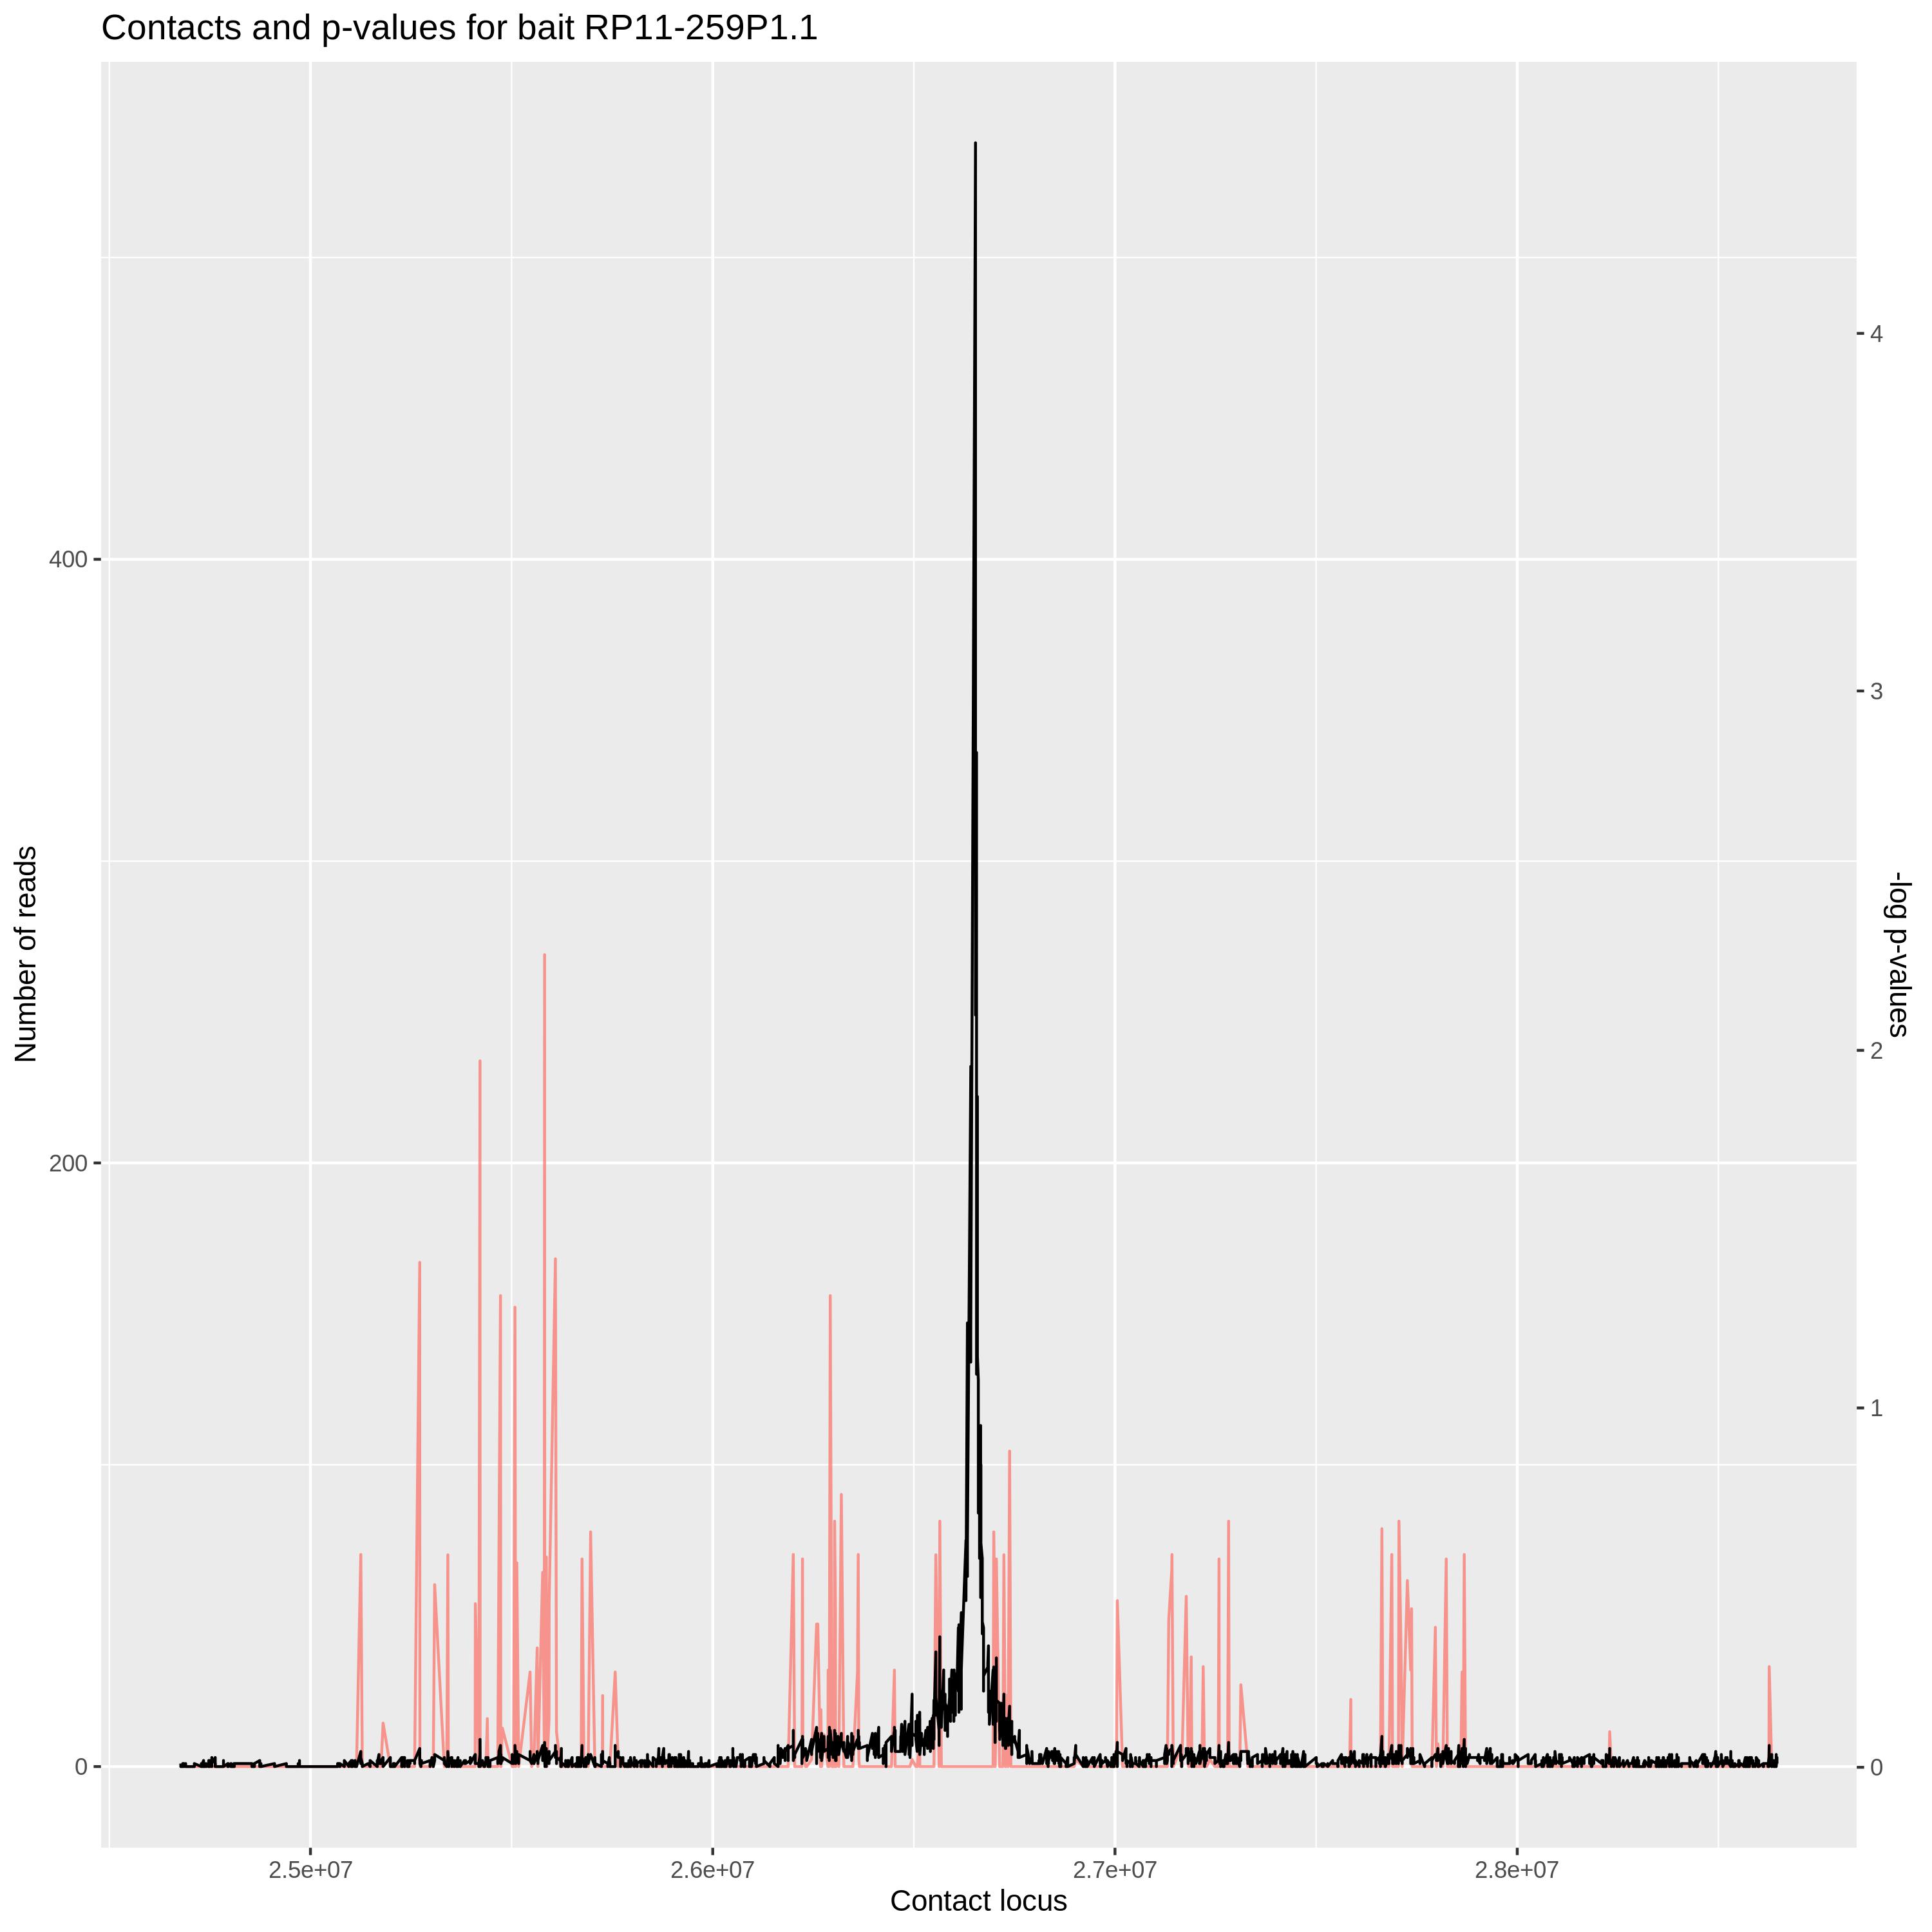 Contacts and p-values for bait RP11-259P1.1
Number of reads
400
200
0
4
3
2
1
0
-log p-values
2.5e+07
2.6e+07
2.7e+07
2.8e+07
Contact locus